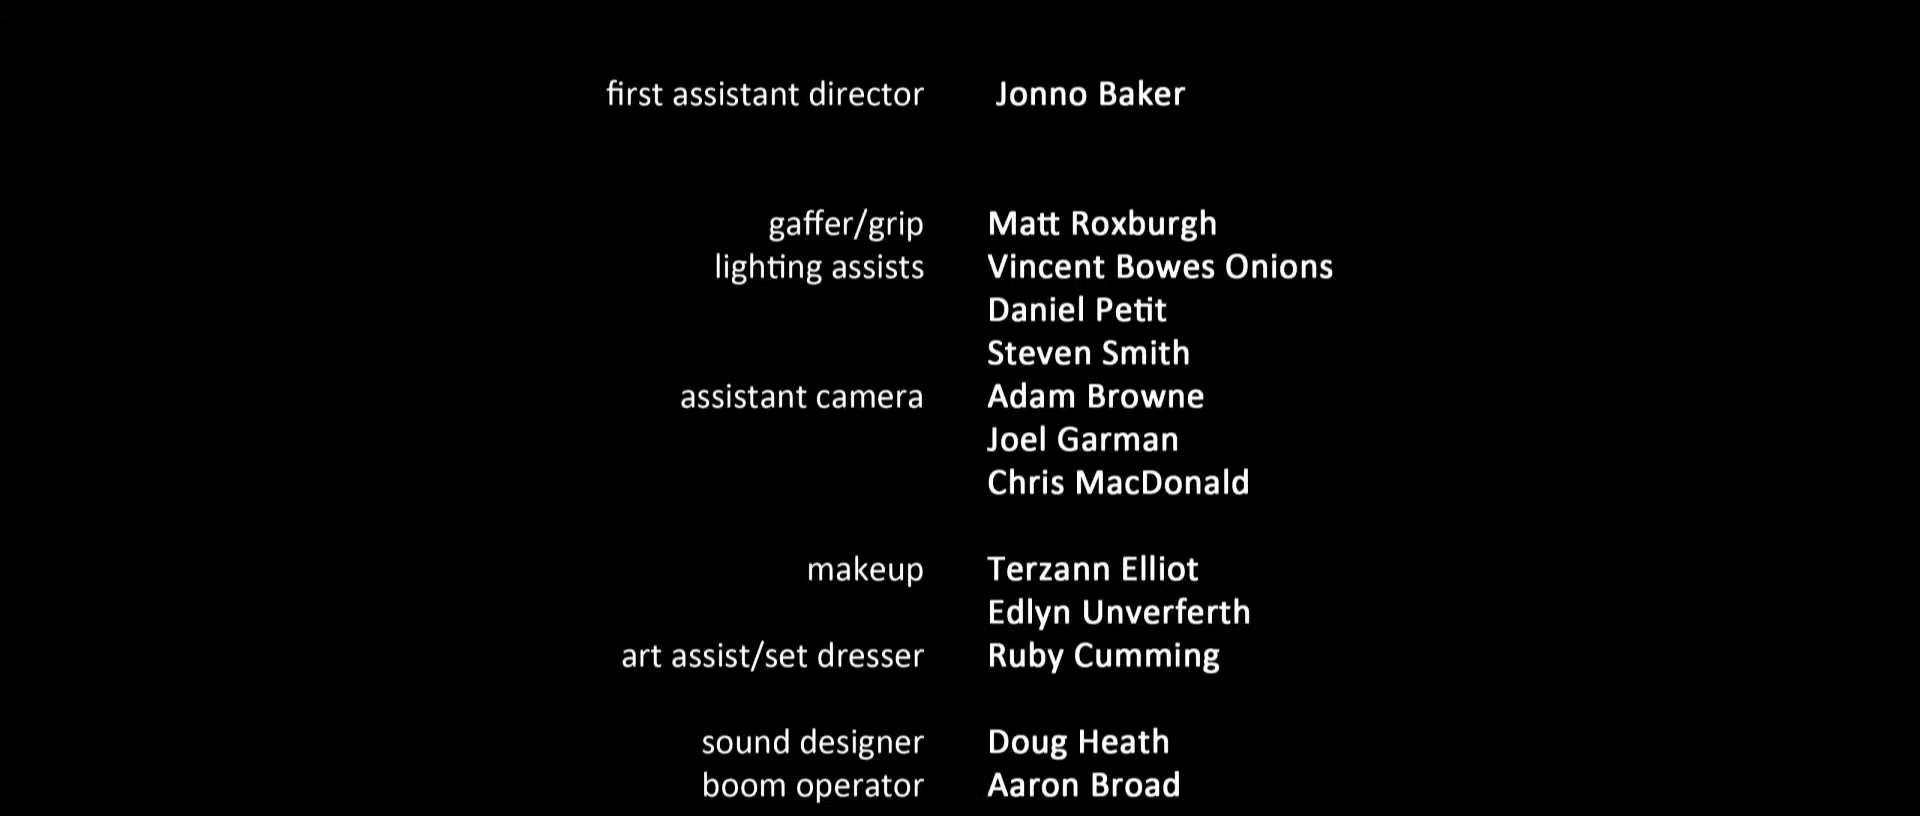 first assistant director Jonno Baker
gaffer/grip Matt Roxburgh
lighting assists Vincent Bowes Onions
Daniel Petit
Steven Smith
assistant camera Adam Browne
Joel Garman
Chris MacDonald
makeup Terzann Elliot
Edlyn Unverferth
art assist/set dresser Ruby Cumming
sound designer Doug Heath
boom operator Aaron Broad